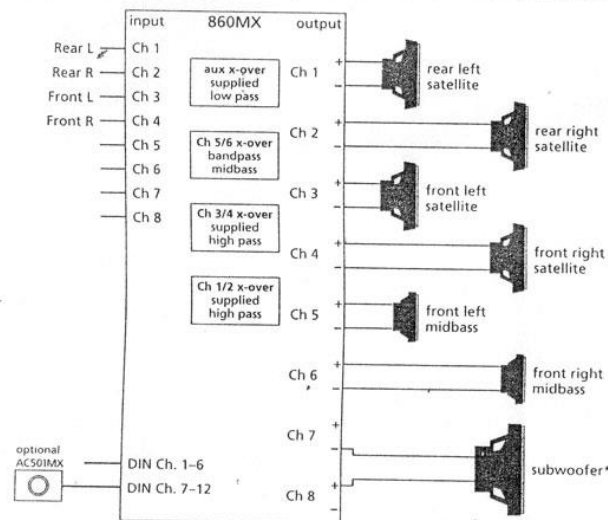 input 860MX output
Rear L
Rear R
Front L
Front R
Ch 1
Ch 2
Ch 3
Ch 4
Ch 5
Ch 6
Ch 7
Ch 8
aux x-over
supplied
low pass
Ch 5/6 x-over
bandpass
midbass
Ch 3/4 x-over
supplied
high pass
Ch 1/2 x-over
supplied
high pass
Ch 1
+
−
rear left
satellite
Ch 2
+
−
rear right
satellite
Ch 3
+
−
front left
satellite
Ch 4
+
−
front right
satellite
Ch 5
+
−
front left
midbass
Ch 6
+
−
front right
midbass
Ch 7
+
−
Ch 8
+
−
subwoofer*
optional
AC501MX
DIN Ch. 1–6
DIN Ch. 7–12